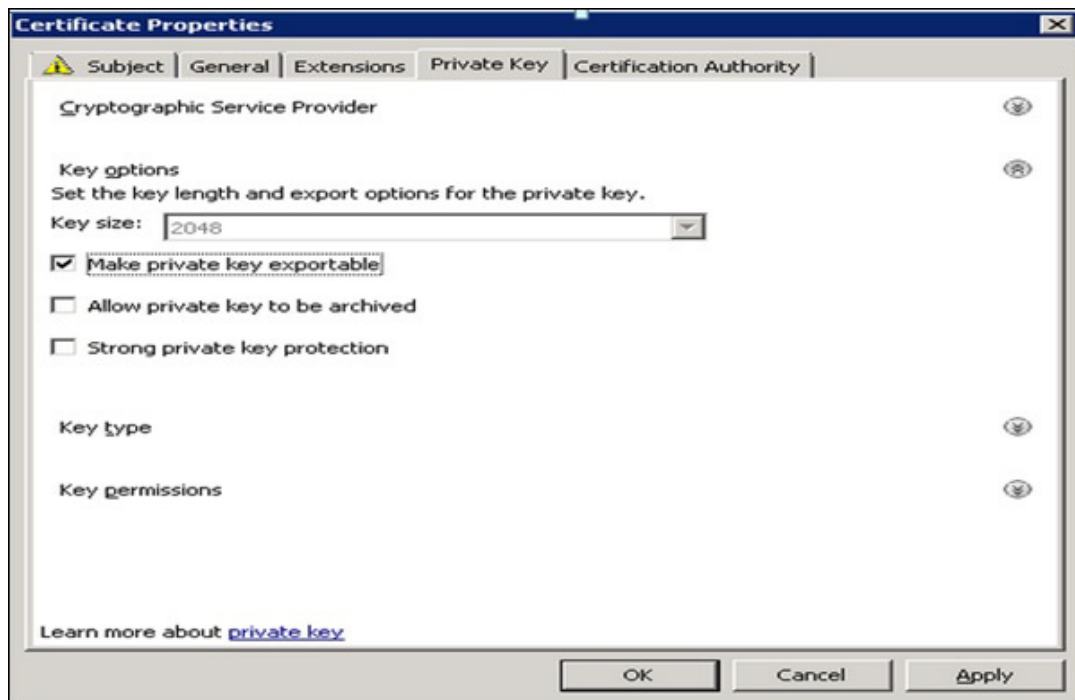 Certificate Properties
Subject General Extensions Private Key Certification Authority
Cryptographic Service Provider
Key options
Set the key length and export options for the private key.
Key size: 2048
Make private key exportable
Allow private key to be archived
Strong private key protection
Key type
Key permissions
Learn more about private key
OK Cancel Apply